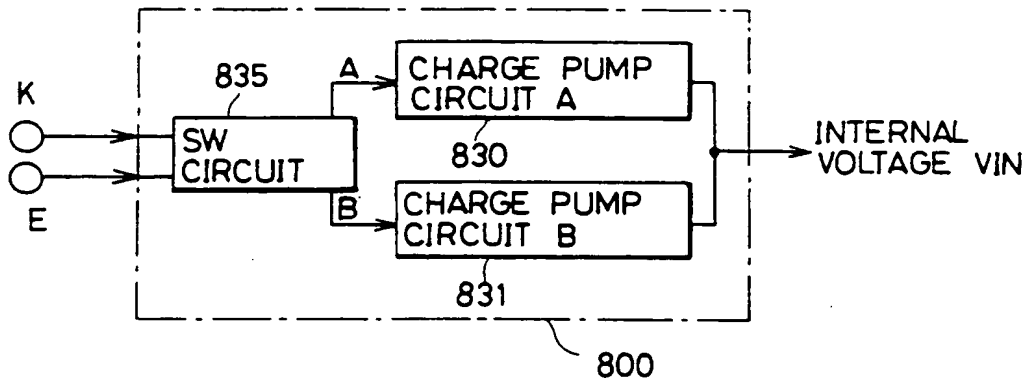 K
E
835
SW
CIRCUIT
A
B
CHARGE PUMP
CIRCUIT A
830
CHARGE PUMP
CIRCUIT B
831
INTERNAL
VOLTAGE VIN
800